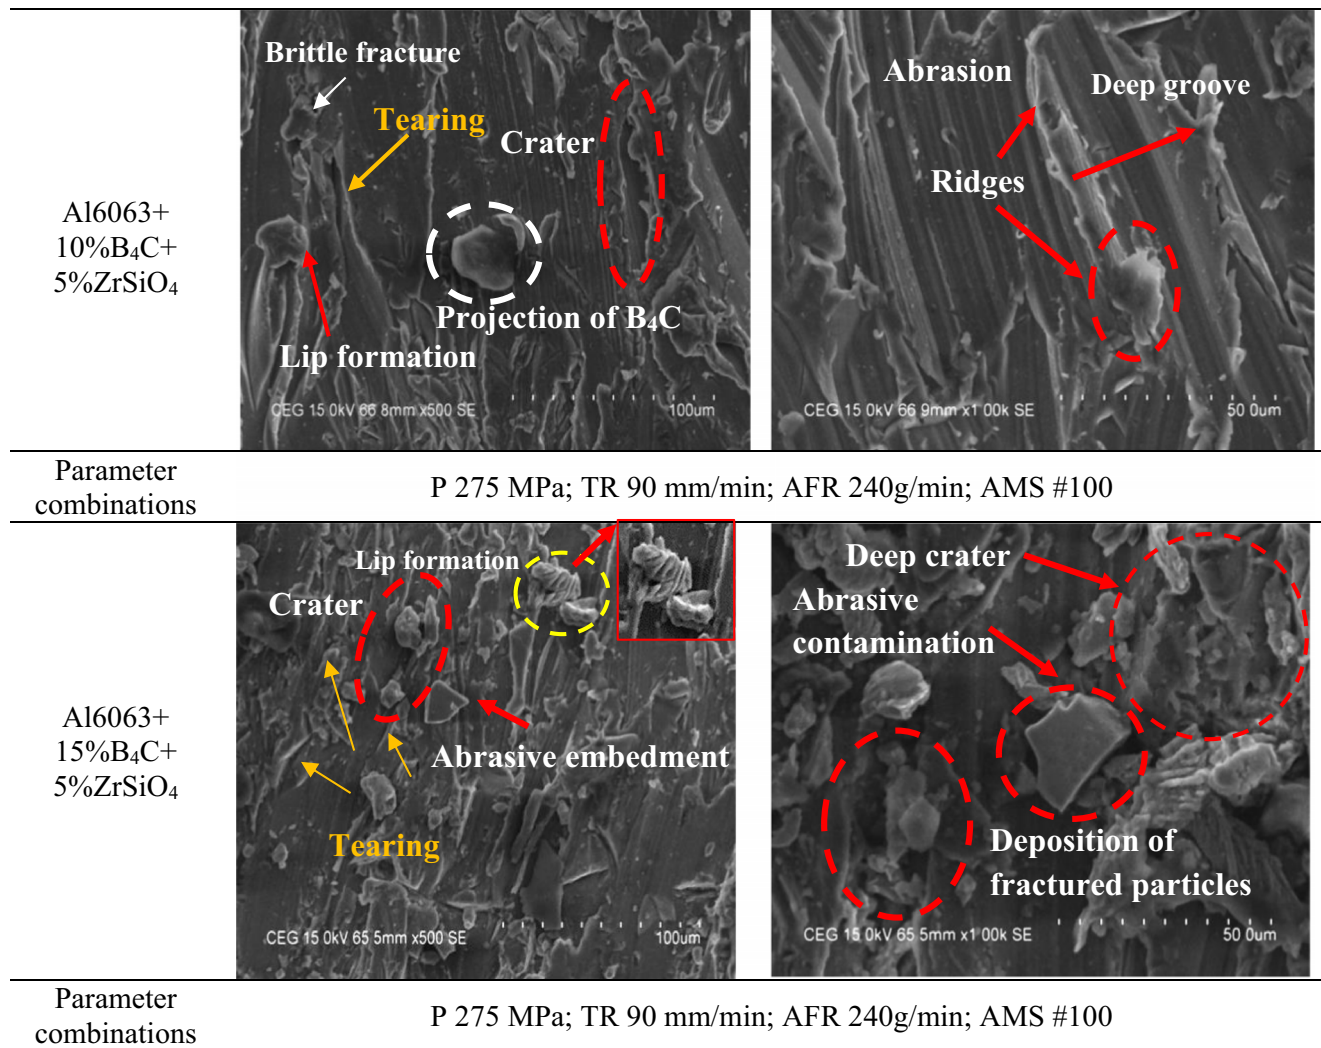 Al6063+
10%B₄C+
5%ZrSiO₄
Brittle fracture
Tearing
Crater
Projection of B₄C
Lip formation
CEG 15.0kV 66 8mm x500 SE
100um
Abrasion
Deep groove
Ridges
CEG 15.0kV 66 9mm x1 00k SE
50 0um
Parameter
combinations
P 275 MPa; TR 90 mm/min; AFR 240g/min; AMS #100
Al6063+
15%B₄C+
5%ZrSiO₄
Lip formation
Crater
Abrasive embedment
Tearing
CEG 15 0kV 65 5mm x500 SE
100um
Deep crater
Abrasive
contamination
Deposition of
fractured particles
CEG 15 0kV 65 5mm x1 00k SE
50 0um
Parameter
combinations
P 275 MPa; TR 90 mm/min; AFR 240g/min; AMS #100